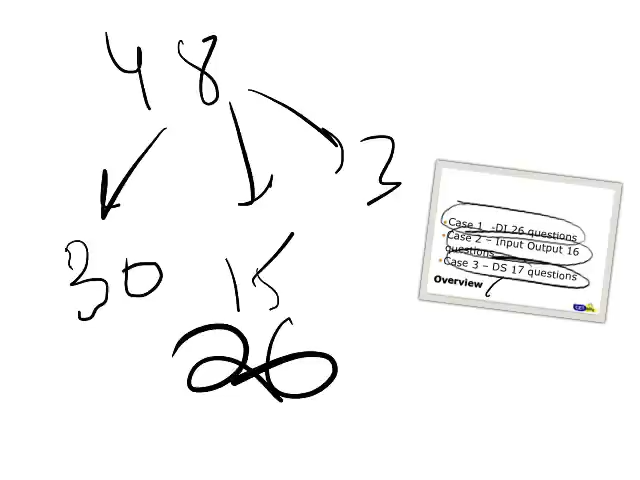 48
3
30 15
26
Case 1 -DI 26 questions
Case 2 – Input Output 16
questions
Case 3 – DS 17 questions
Overview